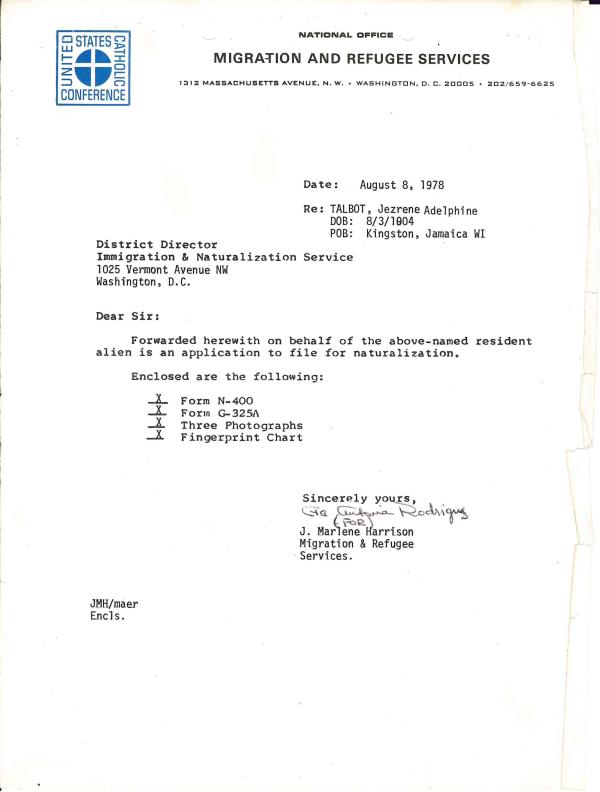 UNITED STATES CATHOLIC CONFERENCE
NATIONAL OFFICE
MIGRATION AND REFUGEE SERVICES
1312 MASSACHUSETTS AVENUE, N. W. • WASHINGTON, D. C. 20005 • 202/659-6625
Date: August 8, 1978
Re: TALBOT, Jezrene Adelphine
DOB: 8/3/1904
POB: Kingston, Jamaica WI
District Director
Immigration & Naturalization Service
1025 Vermont Avenue NW
Washington, D.C.
Dear Sir:
Forwarded herewith on behalf of the above-named resident
alien is an application to file for naturalization.
Enclosed are the following:
X Form N-400
X Form G-325A
X Three Photographs
X Fingerprint Chart
Sincerely yours,
Antonia Rodriguez
(FOR)
J. Marlene Harrison
Migration & Refugee
Services.
JMH/maer
Encls.